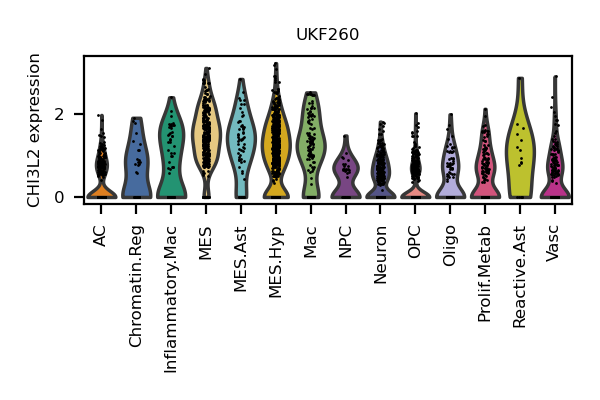 UKF260
CHI3L2 expression
2
0
AC
Chromatin.Reg
Inflammatory.Mac
MES
MES.Ast
MES.Hyp
Mac
NPC
Neuron
OPC
Oligo
Prolif.Metab
Reactive.Ast
Vasc